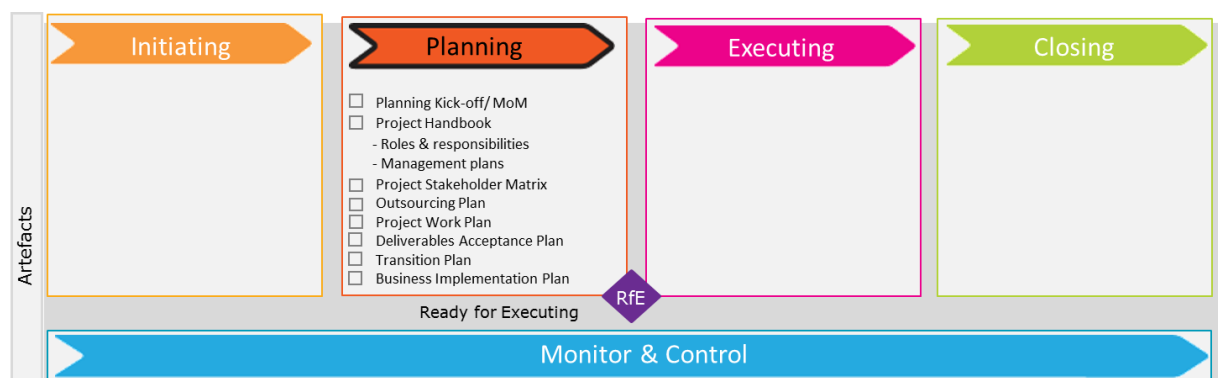 Artefacts
Initiating
Planning
Executing
Closing
Planning Kick-off/ MoM
Project Handbook
- Roles & responsibilities
- Management plans
Project Stakeholder Matrix
Outsourcing Plan
Project Work Plan
Deliverables Acceptance Plan
Transition Plan
Business Implementation Plan
RfE
Ready for Executing
Monitor & Control